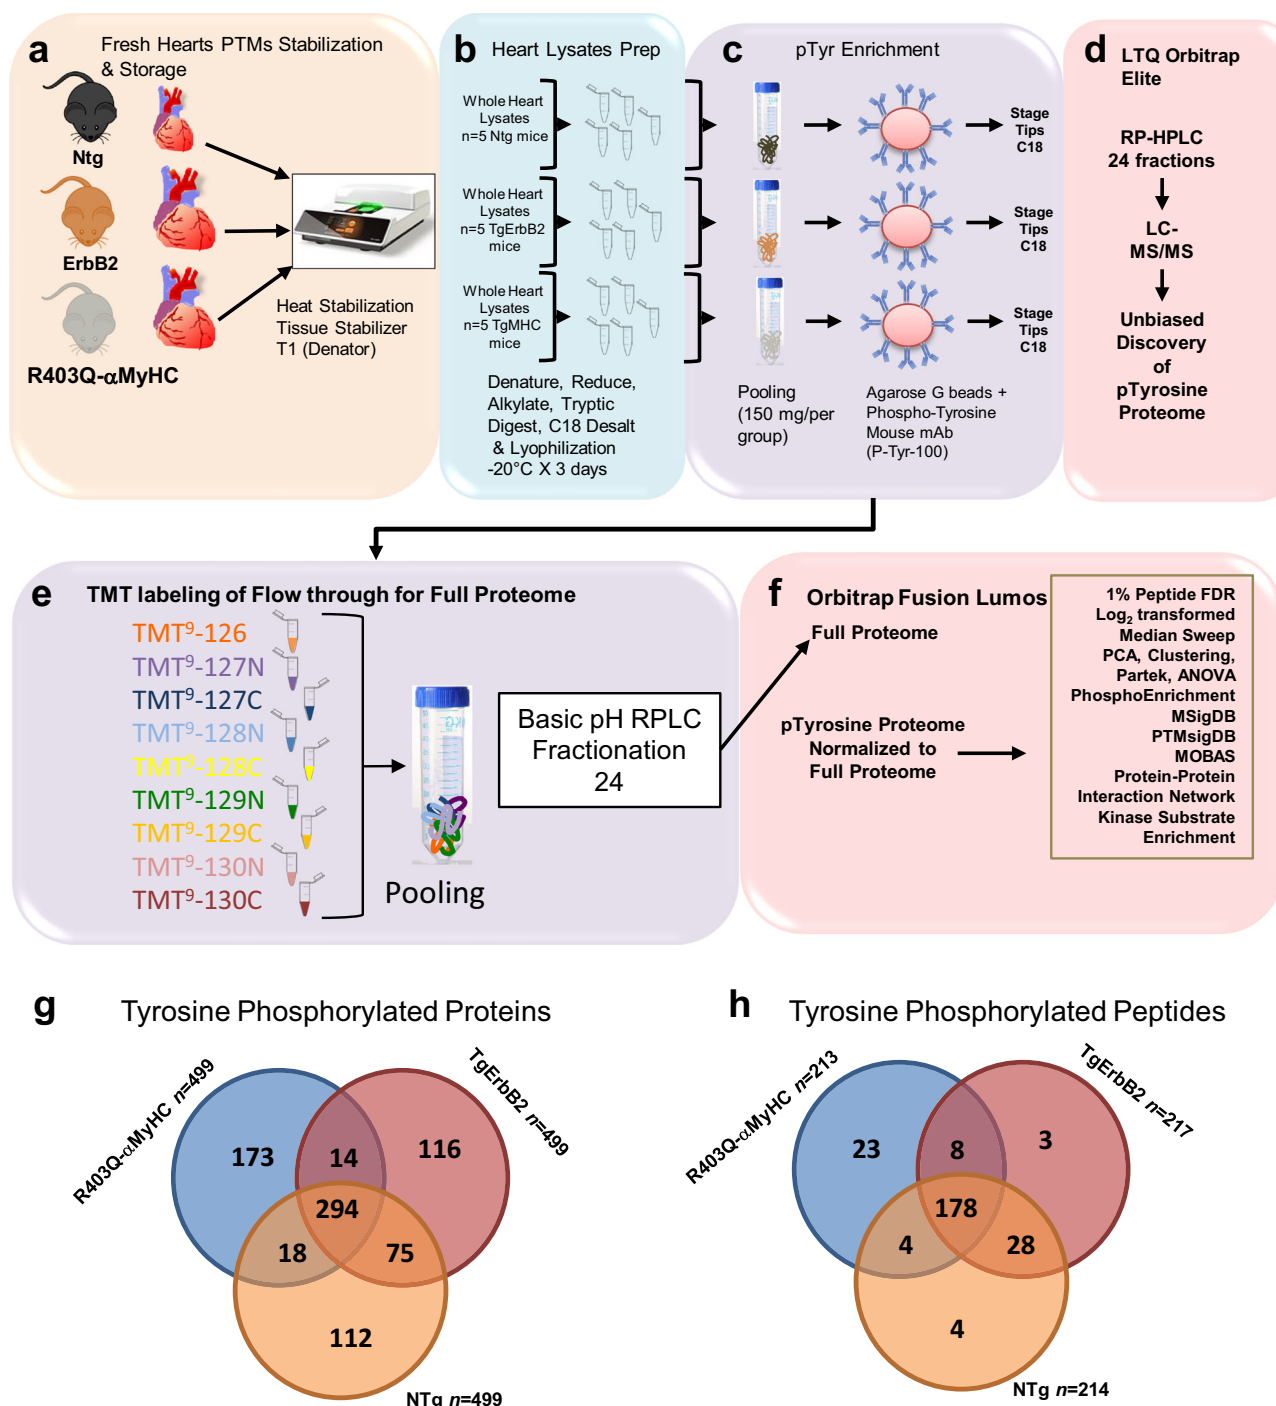 a
Fresh Hearts PTMs Stabilization
& Storage
Ntg
ErbB2
R403Q-αMyHC
Heat Stabilization
Tissue Stabilizer
T1 (Denator)
b
Heart Lysates Prep
Whole Heart
Lysates
n=5 Ntg mice
Whole Heart
Lysates
n=5 TgErbB2
mice
Whole Heart
Lysates
n=5 TgMHC
mice
Denature, Reduce,
Alkylate, Tryptic
Digest, C18 Desalt
& Lyophilization
-20°C X 3 days
c
pTyr Enrichment
Stage
Tips
C18
Stage
Tips
C18
Stage
Tips
C18
Pooling
(150 mg/per
group)
Agarose G beads +
Phospho-Tyrosine
Mouse mAb
(P-Tyr-100)
d
LTQ Orbitrap
Elite
RP-HPLC
24 fractions
LC-
MS/MS
Unbiased
Discovery
of
pTyrosine
Proteome
e
TMT labeling of Flow through for Full Proteome
TMT⁹-126
TMT⁹-127N
TMT⁹-127C
TMT⁹-128N
TMT⁹-128C
TMT⁹-129N
TMT⁹-129C
TMT⁹-130N
TMT⁹-130C
Pooling
Basic pH RPLC
Fractionation
24
f
Orbitrap Fusion Lumos
Full Proteome
pTyrosine Proteome
Normalized to
Full Proteome
1% Peptide FDR
Log₂ transformed
Median Sweep
PCA, Clustering,
Partek, ANOVA
PhosphoEnrichment
MSigDB
PTMsigDB
MOBAS
Protein-Protein
Interaction Network
Kinase Substrate
Enrichment
g
Tyrosine Phosphorylated Proteins
R403Q-αMyHC n=499
TgErbB2 n=499
173
14
116
294
18
75
112
NTg n=499
h
Tyrosine Phosphorylated Peptides
R403Q-αMyHC n=213
TgErbB2 n=217
23
8
3
178
4
28
4
NTg n=214